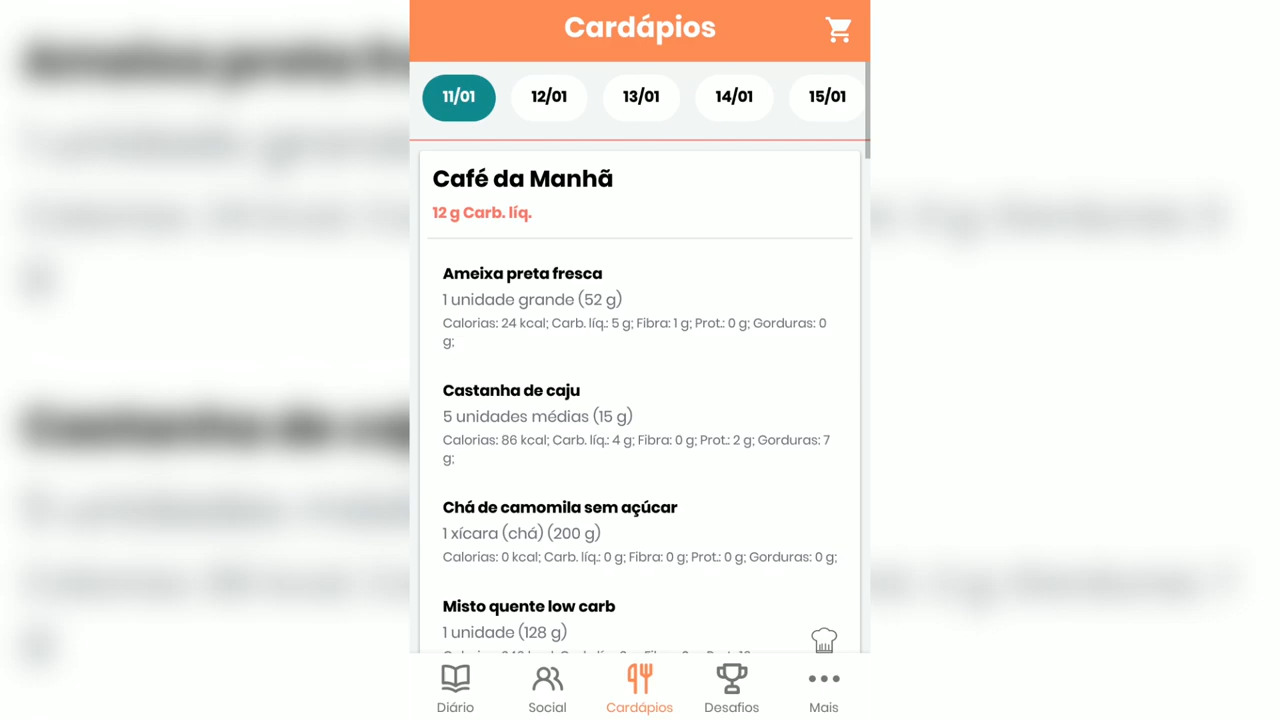 Cardápios
11/01 12/01 13/01 14/01 15/01
Café da Manhã
12 g Carb. líq.
Ameixa preta fresca
1 unidade grande (52 g)
Calorias: 24 kcal; Carb. líq.: 5 g; Fibra: 1 g; Prot.: 0 g; Gorduras: 0
g;
Castanha de caju
5 unidades médias (15 g)
Calorias: 86 kcal; Carb. líq.: 4 g; Fibra: 0 g; Prot.: 2 g; Gorduras: 7
g;
Chá de camomila sem açúcar
1 xícara (chá) (200 g)
Calorias: 0 kcal; Carb. líq.: 0 g; Fibra: 0 g; Prot.: 0 g; Gorduras: 0 g;
Misto quente low carb
1 unidade (128 g)
Diário Social Cardápios Desafios Mais